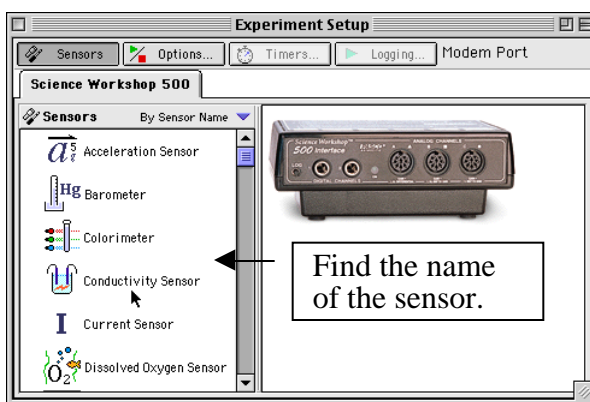 Experiment Setup
Sensors Options... Timers... Logging... Modem Port
Science Workshop 500
Sensors By Sensor Name
Acceleration Sensor
Hg Barometer
Colorimeter
Conductivity Sensor
I Current Sensor
O2 Dissolved Oxygen Sensor
Science Workshop
500 Interface
ANALOG CHANNELS
LOG
DIGITAL CHANNELS
Find the name
of the sensor.